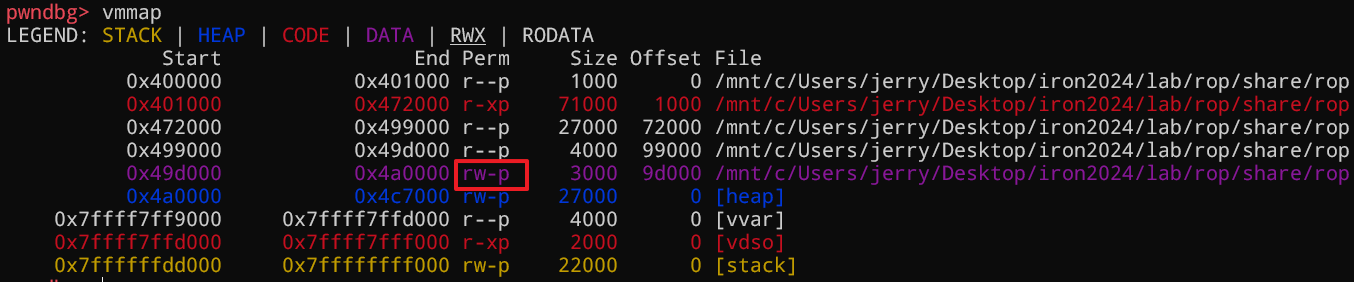 pwndbg> vmmap
LEGEND: STACK | HEAP | CODE | DATA | RWX | RODATA
Start End Perm Size Offset File
0x400000 0x401000 r--p 1000 0 /mnt/c/Users/jerry/Desktop/iron2024/lab/rop/share/rop
0x401000 0x472000 r-xp 71000 1000 /mnt/c/Users/jerry/Desktop/iron2024/lab/rop/share/rop
0x472000 0x499000 r--p 27000 72000 /mnt/c/Users/jerry/Desktop/iron2024/lab/rop/share/rop
0x499000 0x49d000 r--p 4000 99000 /mnt/c/Users/jerry/Desktop/iron2024/lab/rop/share/rop
0x49d000 0x4a0000 rw-p 3000 9d000 /mnt/c/Users/jerry/Desktop/iron2024/lab/rop/share/rop
0x4a0000 0x4c7000 rw-p 27000 0 [heap]
0x7ffff7ff9000 0x7ffff7ffd000 r--p 4000 0 [vvar]
0x7ffff7ffd000 0x7ffff7fff000 r-xp 2000 0 [vdso]
0x7ffffffdd000 0x7ffffffff000 rw-p 22000 0 [stack]